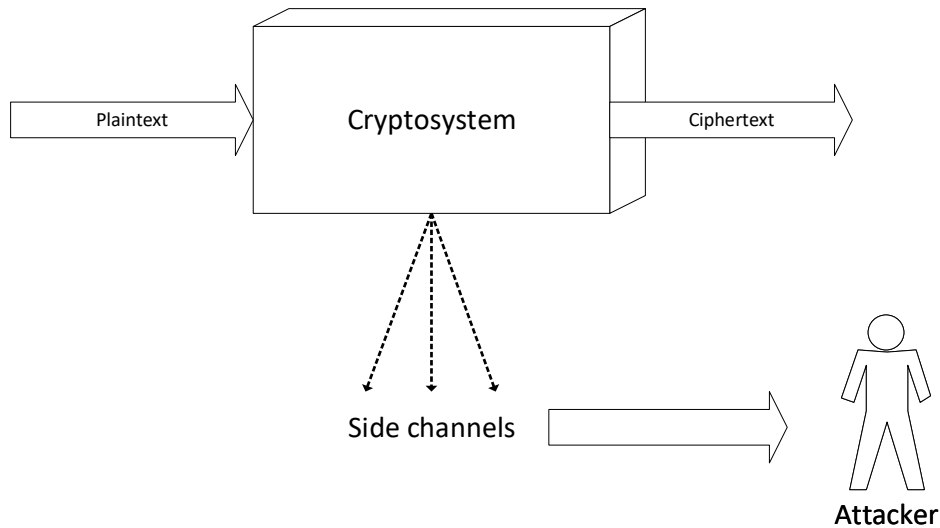 Plaintext
Cryptosystem
Ciphertext
Side channels
Attacker